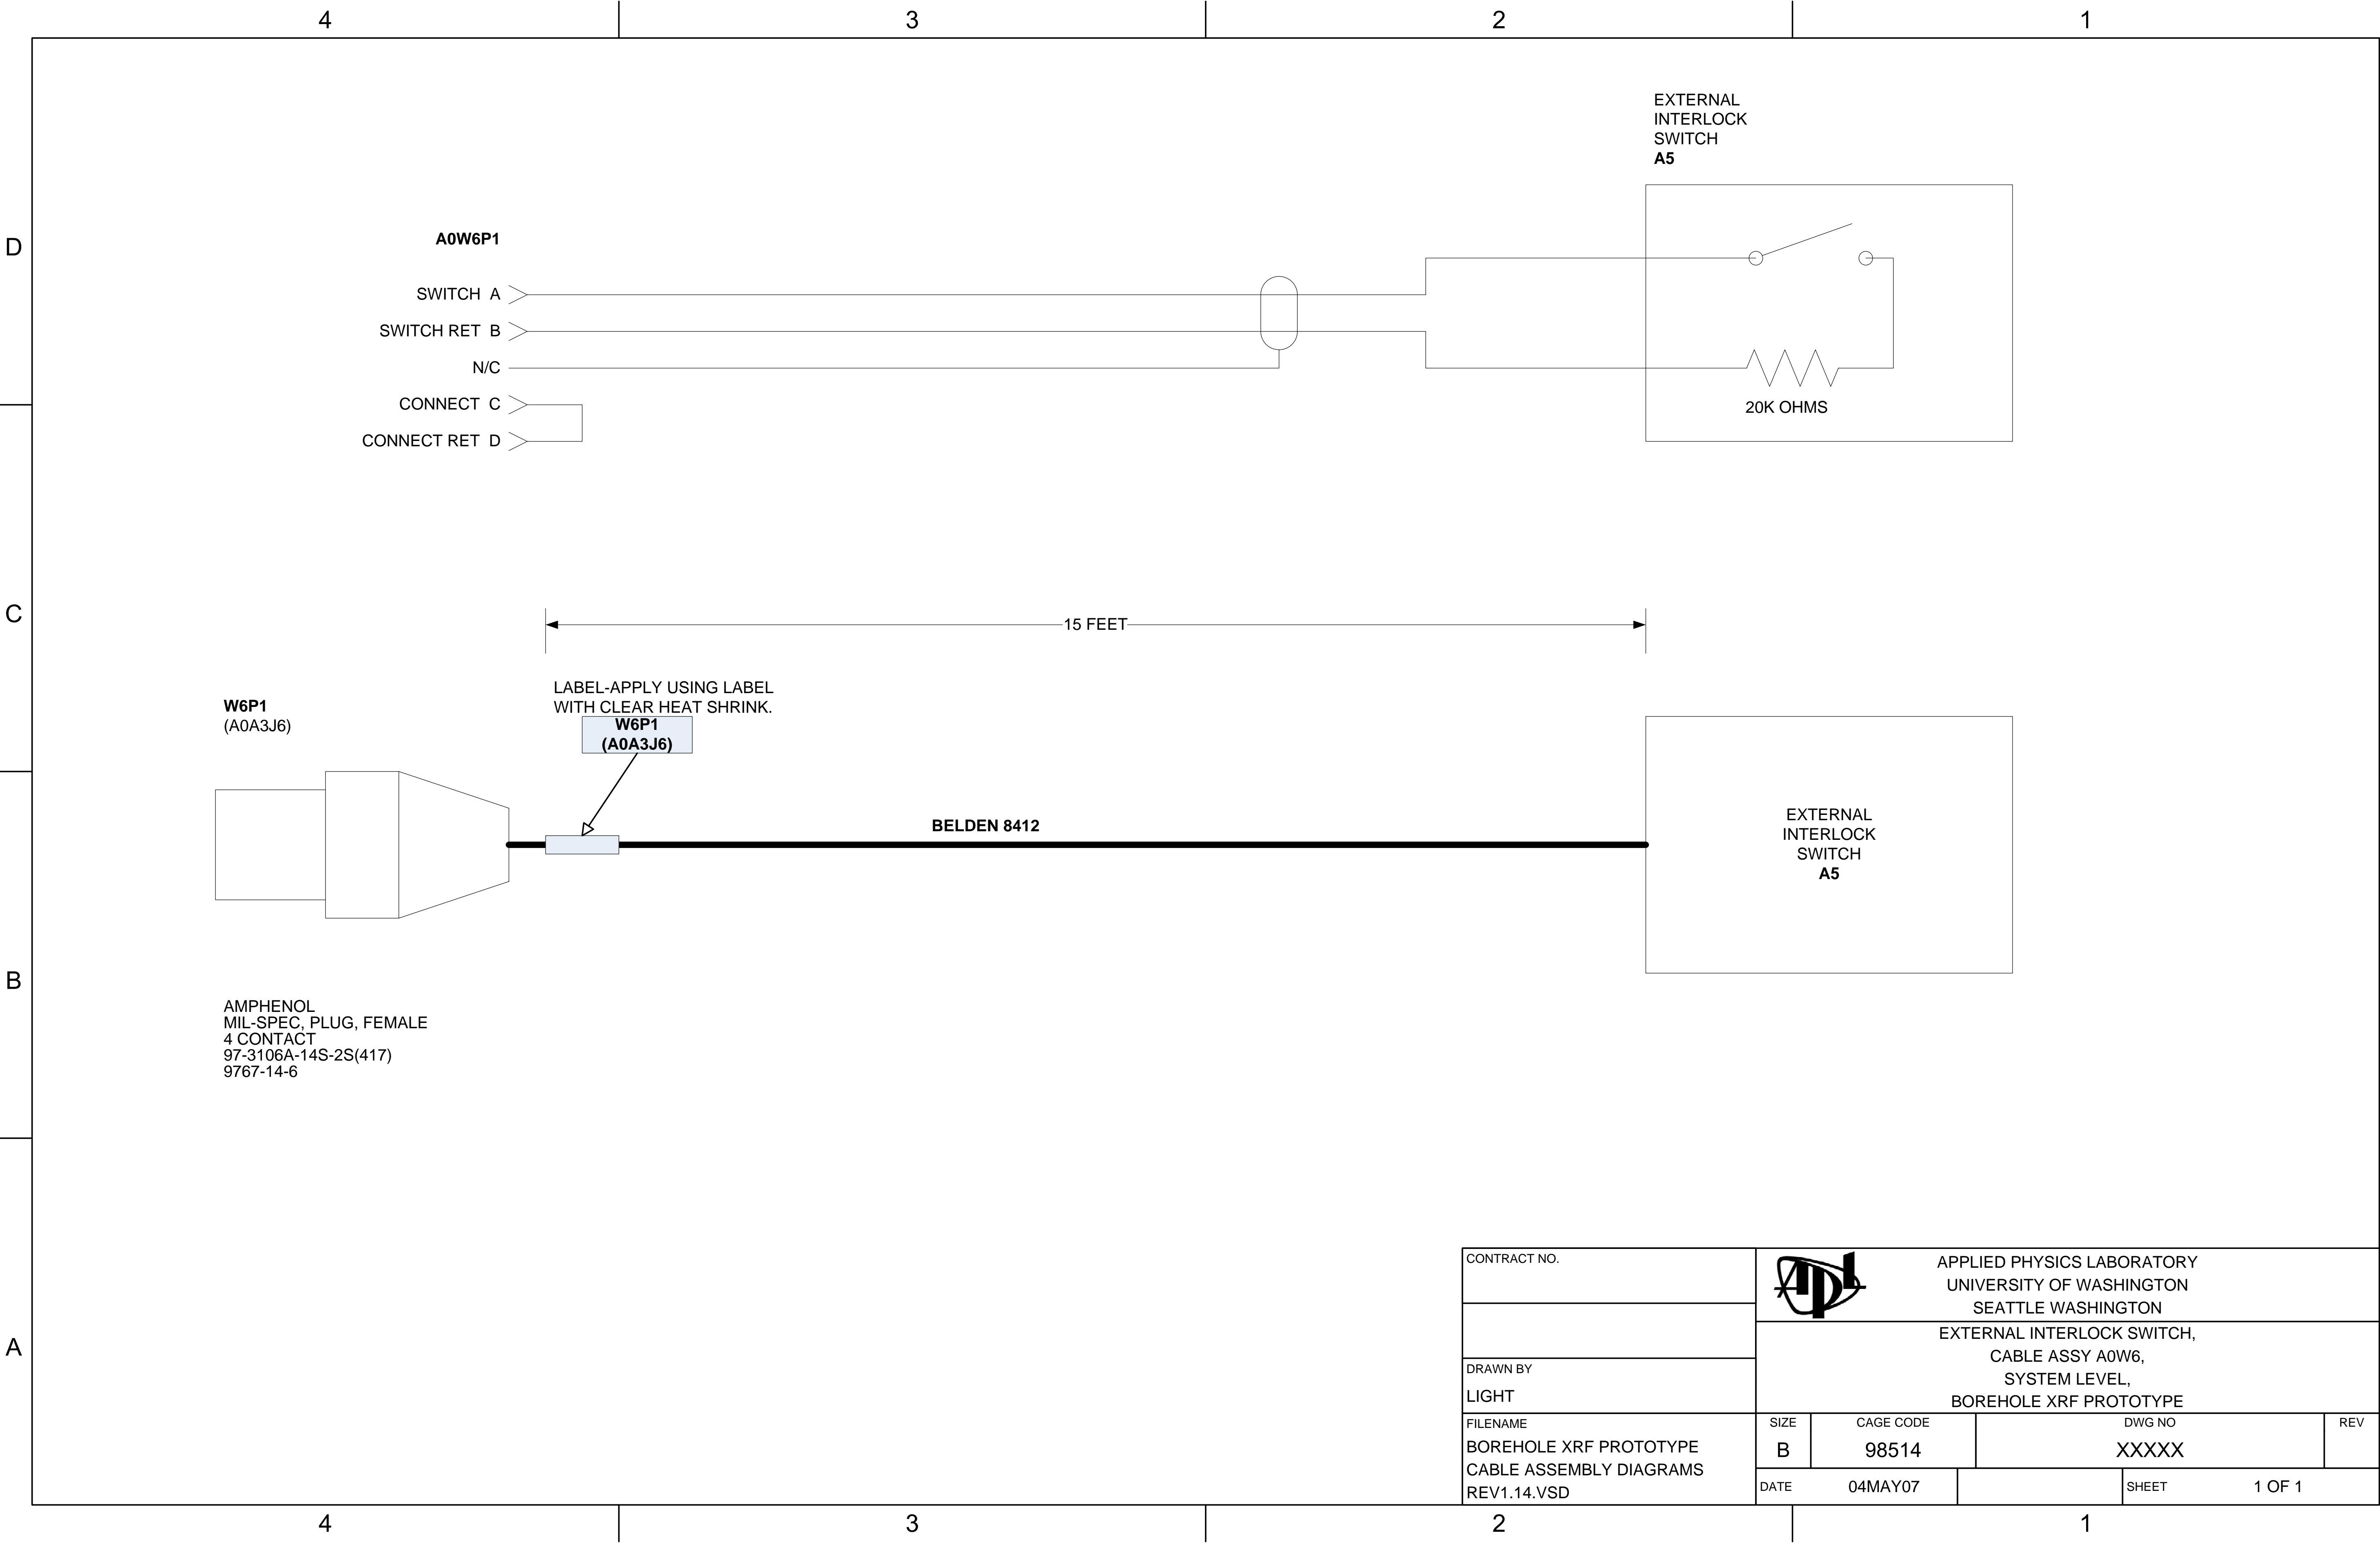 4 3 2 1
EXTERNAL
INTERLOCK
SWITCH
A5
D
A0W6P1
SWITCH A
SWITCH RET B
N/C
CONNECT C
CONNECT RET D
20K OHMS
C
15 FEET
LABEL-APPLY USING LABEL
WITH CLEAR HEAT SHRINK.
W6P1
(A0A3J6)
W6P1
(A0A3J6)
BELDEN 8412
EXTERNAL
INTERLOCK
SWITCH
A5
B
AMPHENOL
MIL-SPEC, PLUG, FEMALE
4 CONTACT
97-3106A-14S-2S(417)
9767-14-6
A
CONTRACT NO.
APL
APPLIED PHYSICS LABORATORY
UNIVERSITY OF WASHINGTON
SEATTLE WASHINGTON
EXTERNAL INTERLOCK SWITCH,
CABLE ASSY A0W6,
SYSTEM LEVEL,
BOREHOLE XRF PROTOTYPE
DRAWN BY
LIGHT
FILENAME
BOREHOLE XRF PROTOTYPE
CABLE ASSEMBLY DIAGRAMS
REV1.14.VSD
SIZE
B
CAGE CODE
98514
DWG NO
XXXXX
REV
DATE 04MAY07
SHEET 1 OF 1
4 3 2 1